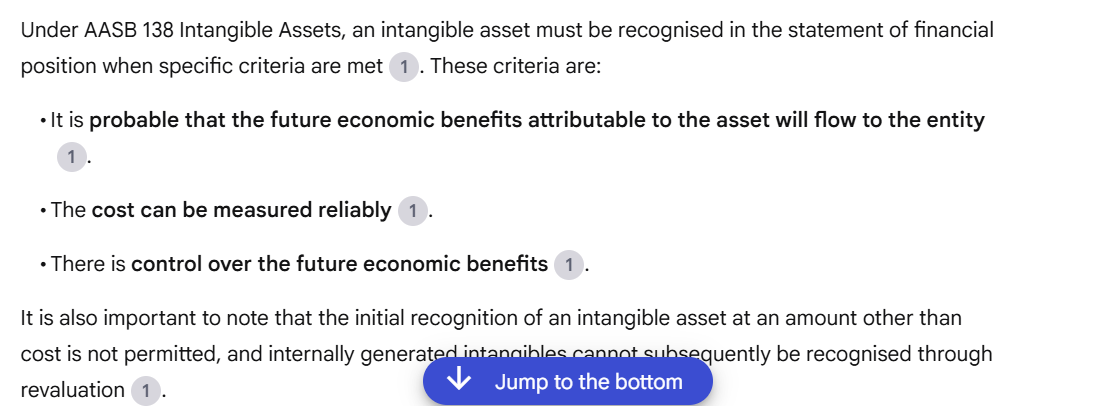 Under AASB 138 Intangible Assets, an intangible asset must be recognised in the statement of financial
position when specific criteria are met 1 . These criteria are:
• It is probable that the future economic benefits attributable to the asset will flow to the entity
1 .
• The cost can be measured reliably 1 .
• There is control over the future economic benefits 1 .
It is also important to note that the initial recognition of an intangible asset at an amount other than
cost is not permitted, and internally generated intangibles cannot subsequently be recognised through
revaluation 1 .
Jump to the bottom